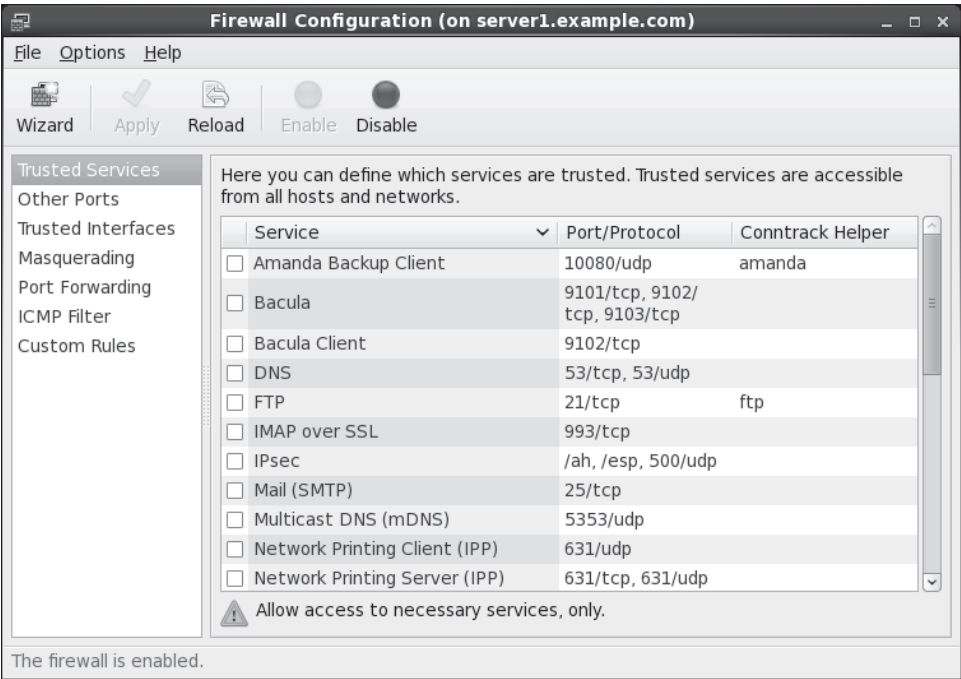 Firewall Configuration (on server1.example.com)
File Options Help
Wizard Apply Reload Enable Disable
Trusted Services
Other Ports
Trusted Interfaces
Masquerading
Port Forwarding
ICMP Filter
Custom Rules
Here you can define which services are trusted. Trusted services are accessible
from all hosts and networks.
Service Port/Protocol Conntrack Helper
Amanda Backup Client 10080/udp amanda
Bacula 9101/tcp, 9102/
tcp, 9103/tcp
Bacula Client 9102/tcp
DNS 53/tcp, 53/udp
FTP 21/tcp ftp
IMAP over SSL 993/tcp
IPsec /ah, /esp, 500/udp
Mail (SMTP) 25/tcp
Multicast DNS (mDNS) 5353/udp
Network Printing Client (IPP) 631/udp
Network Printing Server (IPP) 631/tcp, 631/udp
Allow access to necessary services, only.
The firewall is enabled.